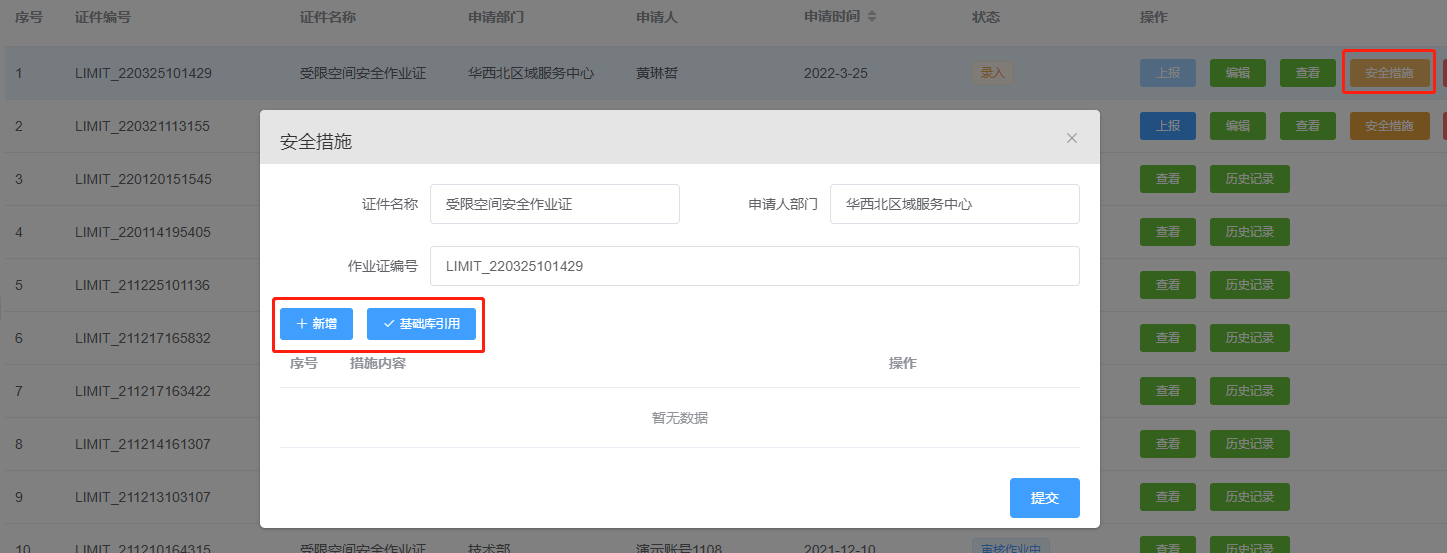 序号 证件编号 证件名称 申请部门 申请人 申请时间 状态 操作
1 LIMIT_220325101429 受限空间安全作业证 华西北区域服务中心 黄琳哲 2022-3-25 录入 上报 编辑 查看 安全措施
2 LIMIT_220321113155 上报 编辑 查看 安全措施
安全措施
3 LIMIT_220120151545 查看 历史记录
证件名称 受限空间安全作业证 申请人部门 华西北区域服务中心
4 LIMIT_220114195405 查看 历史记录
作业证编号 LIMIT_220325101429
5 LIMIT_211225101136 查看 历史记录
新增 基础库引用
6 LIMIT_211217165832 查看 历史记录
序号 措施内容 操作
7 LIMIT_211217163422 查看 历史记录
暂无数据
8 LIMIT_211214161307 查看 历史记录
9 LIMIT_211213103107 查看 历史记录
提交
10 LIMIT_211210164315 受限空间安全作业证 技术部 演示账号1108 2021-12-10 审核作业中 查看 历史记录